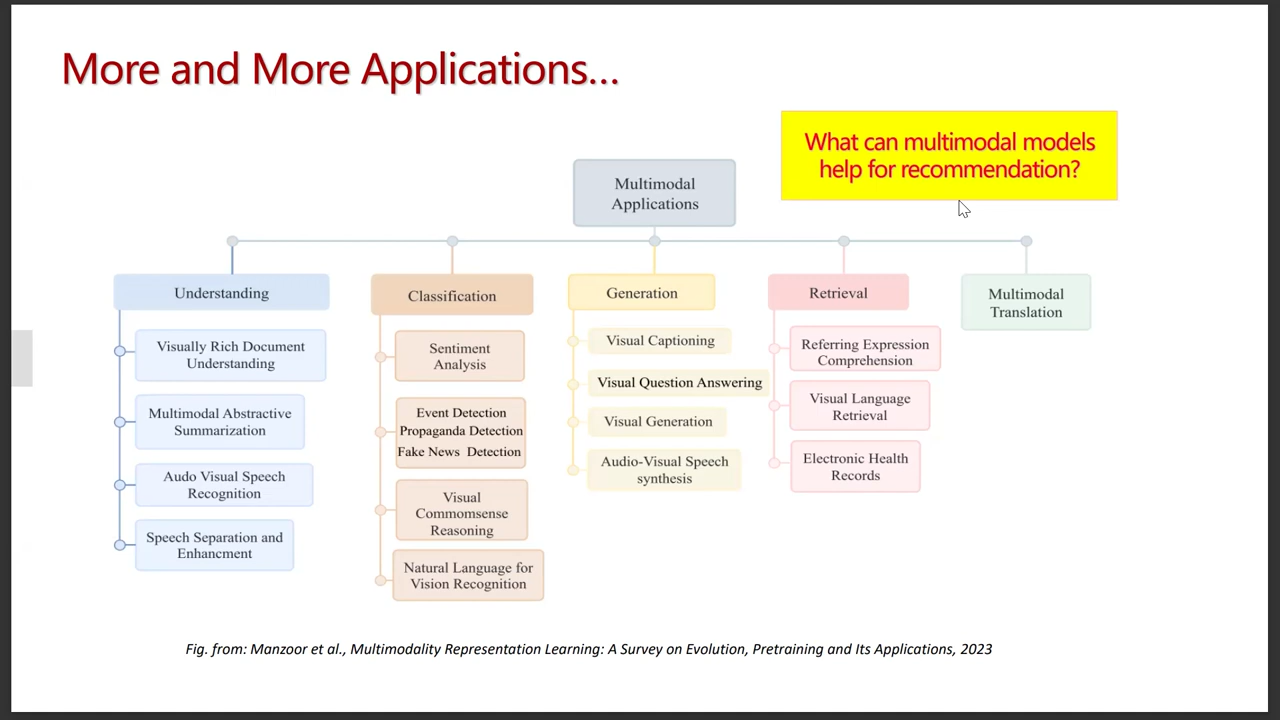 More and More Applications...
What can multimodal models
help for recommendation?
Multimodal
Applications
Understanding
Visually Rich Document
Understanding
Multimodal Abstractive
Summarization
Audo Visual Speech
Recognition
Speech Separation and
Enhancment
Classification
Sentiment
Analysis
Event Detection
Propaganda Detection
Fake News Detection
Visual
Commomsense
Reasoning
Natural Language for
Vision Recognition
Generation
Visual Captioning
Visual Question Answering
Visual Generation
Audio-Visual Speech
synthesis
Retrieval
Referring Expression
Comprehension
Visual Language
Retrieval
Electronic Health
Records
Multimodal
Translation
Fig. from: Manzoor et al., Multimodality Representation Learning: A Survey on Evolution, Pretraining and Its Applications, 2023